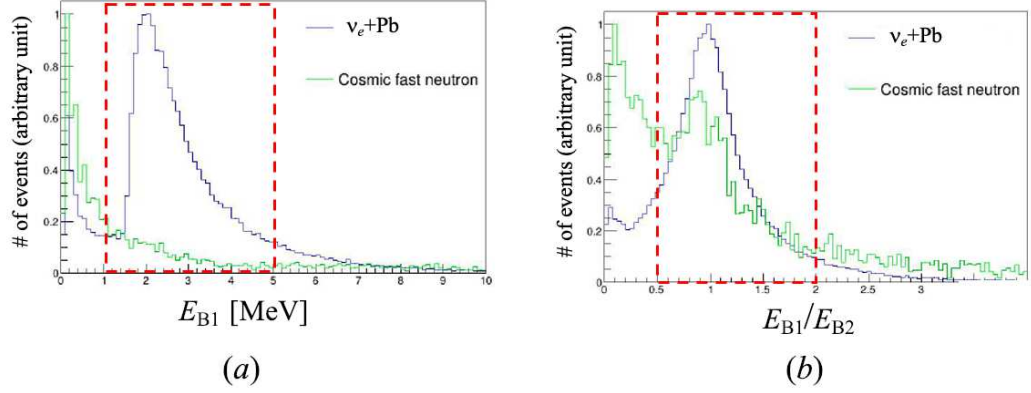 # of events (arbitrary unit)
1
0.8
0.6
0.4
0.2
0
νe+Pb
Cosmic fast neutron
0 1 2 3 4 5 6 7 8 9 10
EB1 [MeV]
(a)
# of events (arbitrary unit)
1
0.8
0.6
0.4
0.2
0
νe+Pb
Cosmic fast neutron
0 0.5 1 1.5 2 2.5 3
EB1/EB2
(b)